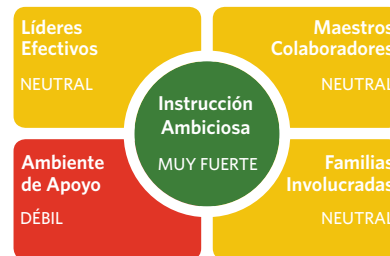 Líderes
Efectivos
NEUTRAL
Maestros
Colaboradores
NEUTRAL
Instrucción
Ambiciosa
MUY FUERTE
Ambiente
de Apoyo
DÉBIL
Familias
Involucradas
NEUTRAL